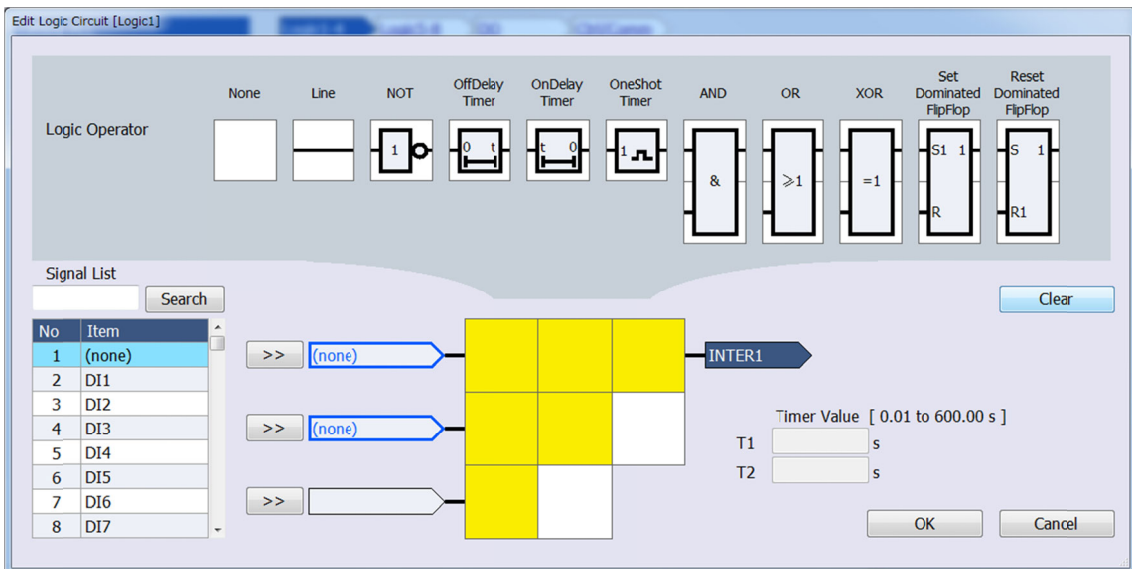 Edit Logic Circuit [Logic1]
None
Line
NOT
OffDelay
Timer
OnDelay
Timer
OneShot
Timer
AND
OR
XOR
Set
Dominated
FlipFlop
Reset
Dominated
FlipFlop
Logic Operator
1
0 t
t 0
1
&
⩾1
=1
S1 1
R
S 1
R1
Signal List
Search
Clear
No Item
1 (none)
2 DI1
3 DI2
4 DI3
5 DI4
6 DI5
7 DI6
8 DI7
>> (none)
INTER1
>> (none)
>>
Timer Value [ 0.01 to 600.00 s ]
T1 s
T2 s
OK
Cancel